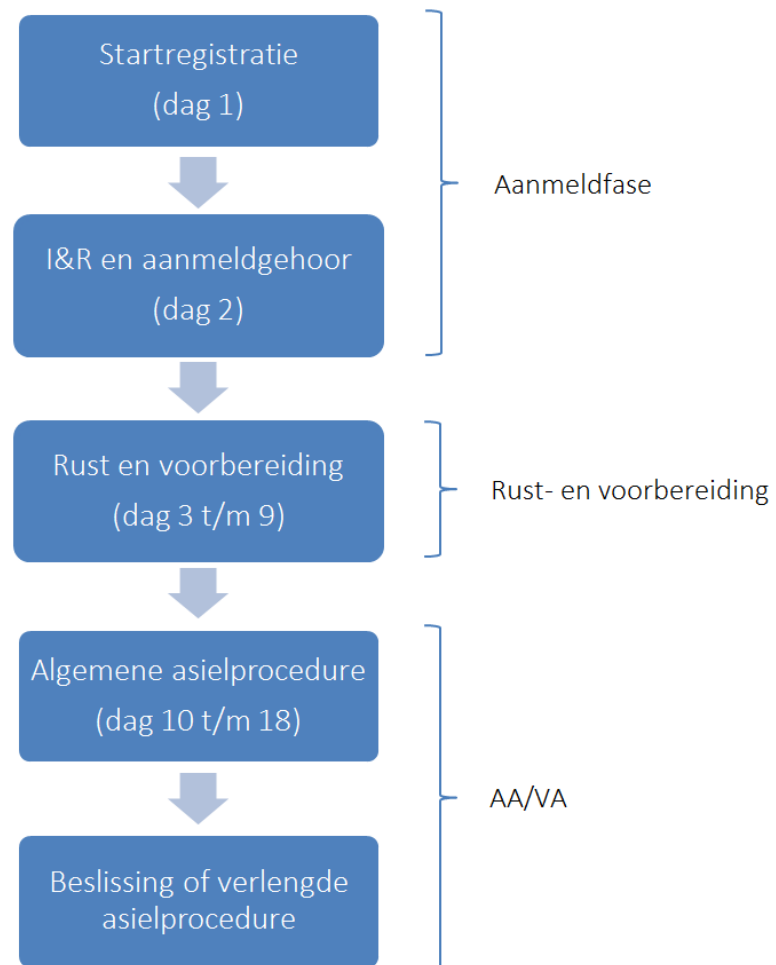 Startregistratie
(dag 1)
Aanmeldfase
I&R en aanmeldgehoor
(dag 2)
Rust en voorbereiding
(dag 3 t/m 9)
Rust- en voorbereiding
Algemene asielprocedure
(dag 10 t/m 18)
AA/VA
Beslissing of verlengde
asielprocedure